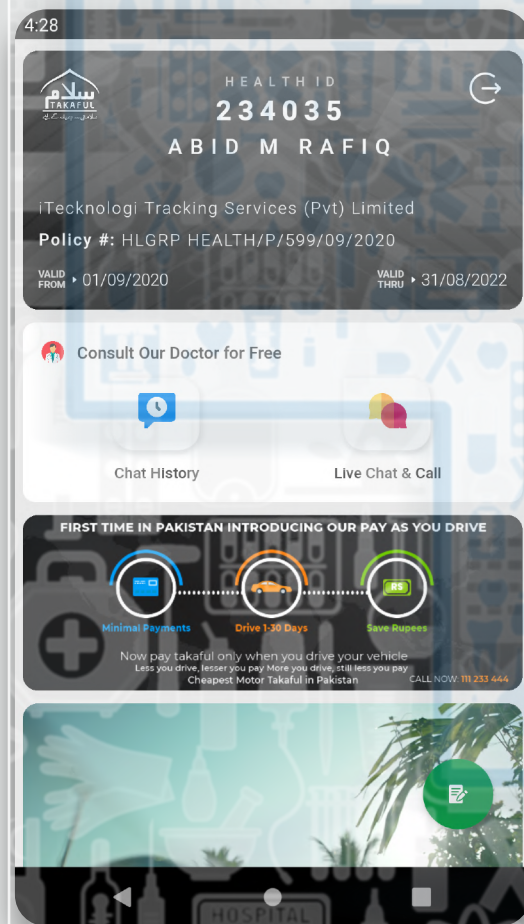 4:28
سلام
TAKAFUL
HEALTH ID
234035
ABID M RAFIQ
iTecknologi Tracking Services (Pvt) Limited
Policy #: HLGRP HEALTH/P/599/09/2020
VALID FROM 01/09/2020
VALID THRU 31/08/2022
Consult Our Doctor for Free
Chat History
Live Chat & Call
FIRST TIME IN PAKISTAN INTRODUCING OUR PAY AS YOU DRIVE
RS
Minimal Payments
Drive 1-30 Days
Save Rupees
Now pay takaful only when you drive your vehicle
Less you drive, lesser you pay More you drive, still less you pay
Cheapest Motor Takaful in Pakistan
CALL NOW: 111 233 444
HOSPITAL